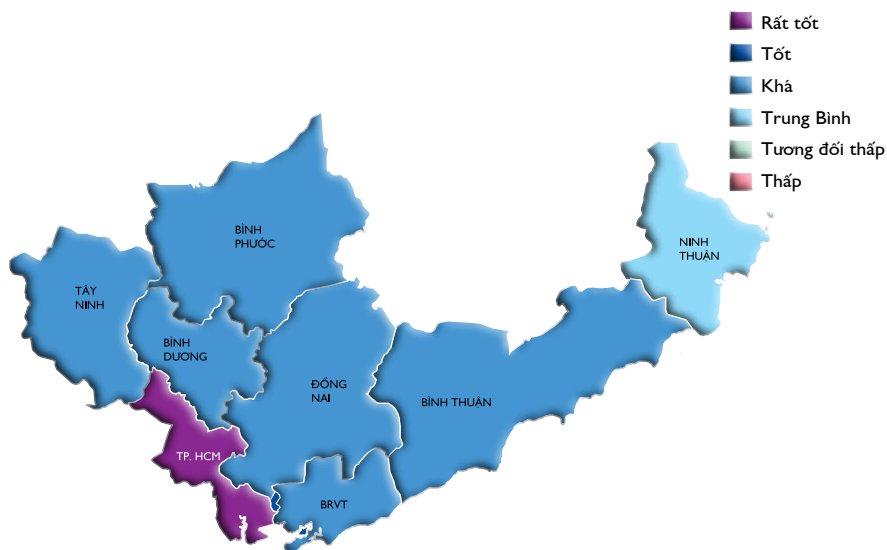 Rất tốt
Tốt
Khá
Trung Bình
Tương đối thấp
Thấp
BÌNH
PHƯỚC
NINH
THUẬN
TÂY
NINH
BÌNH
DƯƠNG
ĐỒNG
NAI
BÌNH THUẬN
TP. HCM
BRVT